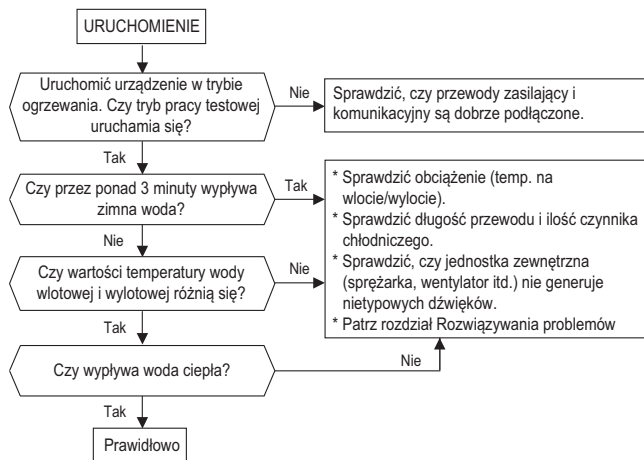 URUCHOMIENIE
Uruchomić urządzenie w trybie
ogrzewania. Czy tryb pracy testowej
uruchamia się?
Nie
Sprawdzić, czy przewody zasilający i
komunikacyjny są dobrze podłączone.
Tak
Czy przez ponad 3 minuty wypływa
zimna woda?
Tak
* Sprawdzić obciążenie (temp. na
wlocie/wylocie).
* Sprawdzić długość przewodu i ilość czynnika
chłodniczego.
* Sprawdzić, czy jednostka zewnętrzna
(sprężarka, wentylator itd.) nie generuje
nietypowych dźwięków.
* Patrz rozdział Rozwiązywania problemów
Nie
Czy wartości temperatury wody
wlotowej i wylotowej różnią się?
Nie
Tak
Czy wypływa woda ciepła?
Nie
Tak
Prawidłowo